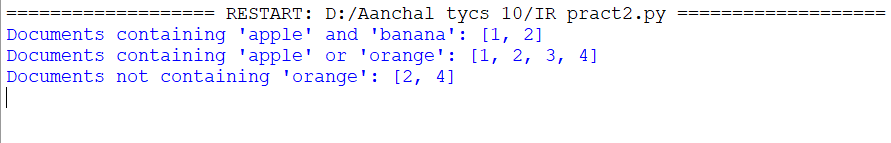 =================== RESTART: D:/Aanchal tycs 10/IR pract2.py ===================
Documents containing 'apple' and 'banana': [1, 2]
Documents containing 'apple' or 'orange': [1, 2, 3, 4]
Documents not containing 'orange': [2, 4]